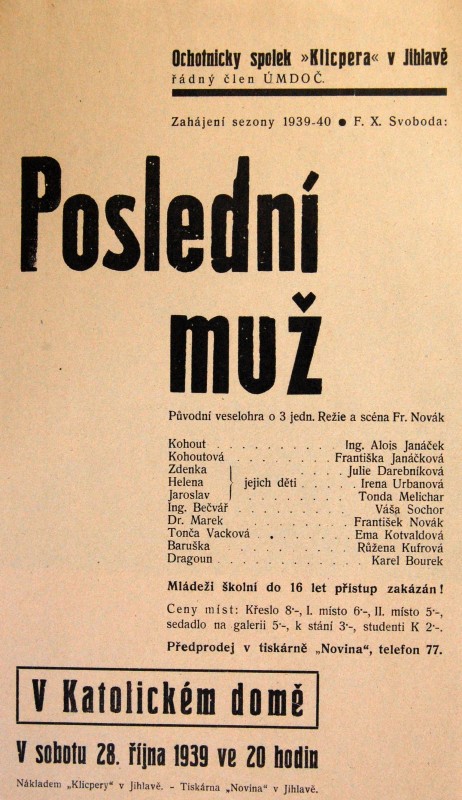 Ochotnicky spolek »Klicpera« v Jihlavě
řádný člen ÚMDOČ.
Zahájení sezony 1939-40 ● F. X. Svoboda:
Poslední
muž
Původní veselohra o 3 jedn. Režie a scéna Fr. Novák
Kohout . . . . . . . . . . Ing. Alois Janáček
Kohoutová . . . . . . . . . Františka Janáčková
Zdenka . . . . . . . . . Julie Darebníková
Helena } jejich děti . . . . . Irena Urbanová
Jaroslav . . . . . . . . . Tonda Melichar
Ing. Bečvář . . . . . . . . . Váša Sochor
Dr. Marek . . . . . . . . . František Novák
Tonča Vacková . . . . . . . . Ema Kotvaldová
Baruška . . . . . . . . . Růžena Kufrová
Dragoun . . . . . . . . . . Karel Bourek
Mládeži školní do 16 let přístup zakázán!
Ceny míst: Křeslo 8·-, I. místo 6·-, II. místo 5·-,
sedadlo na galerii 5·-, k stání 3·-, studenti K 2·-.
Předprodej v tiskárně „Novina", telefon 77.
V Katolickém domě
V sobotu 28. října 1939 ve 20 hodin
Nákladem „Klicpery" v Jihlavě. - Tiskárna „Novina" v Jihlavě.